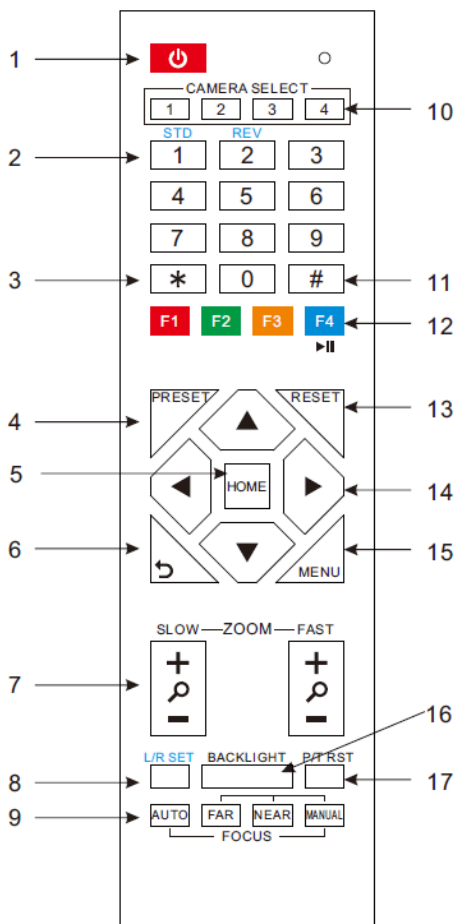 1
CAMERA SELECT
1 2 3 4
10
STD REV
2
1 2 3
4 5 6
7 8 9
3
* 0 #
11
F1 F2 F3 F4
12
PRESET RESET
4
13
5
HOME
14
6
MENU
15
SLOW ZOOM FAST
7
+ +
- -
16
L/R SET BACKLIGHT P/T RST
8
17
9
AUTO FAR NEAR MANUAL
FOCUS